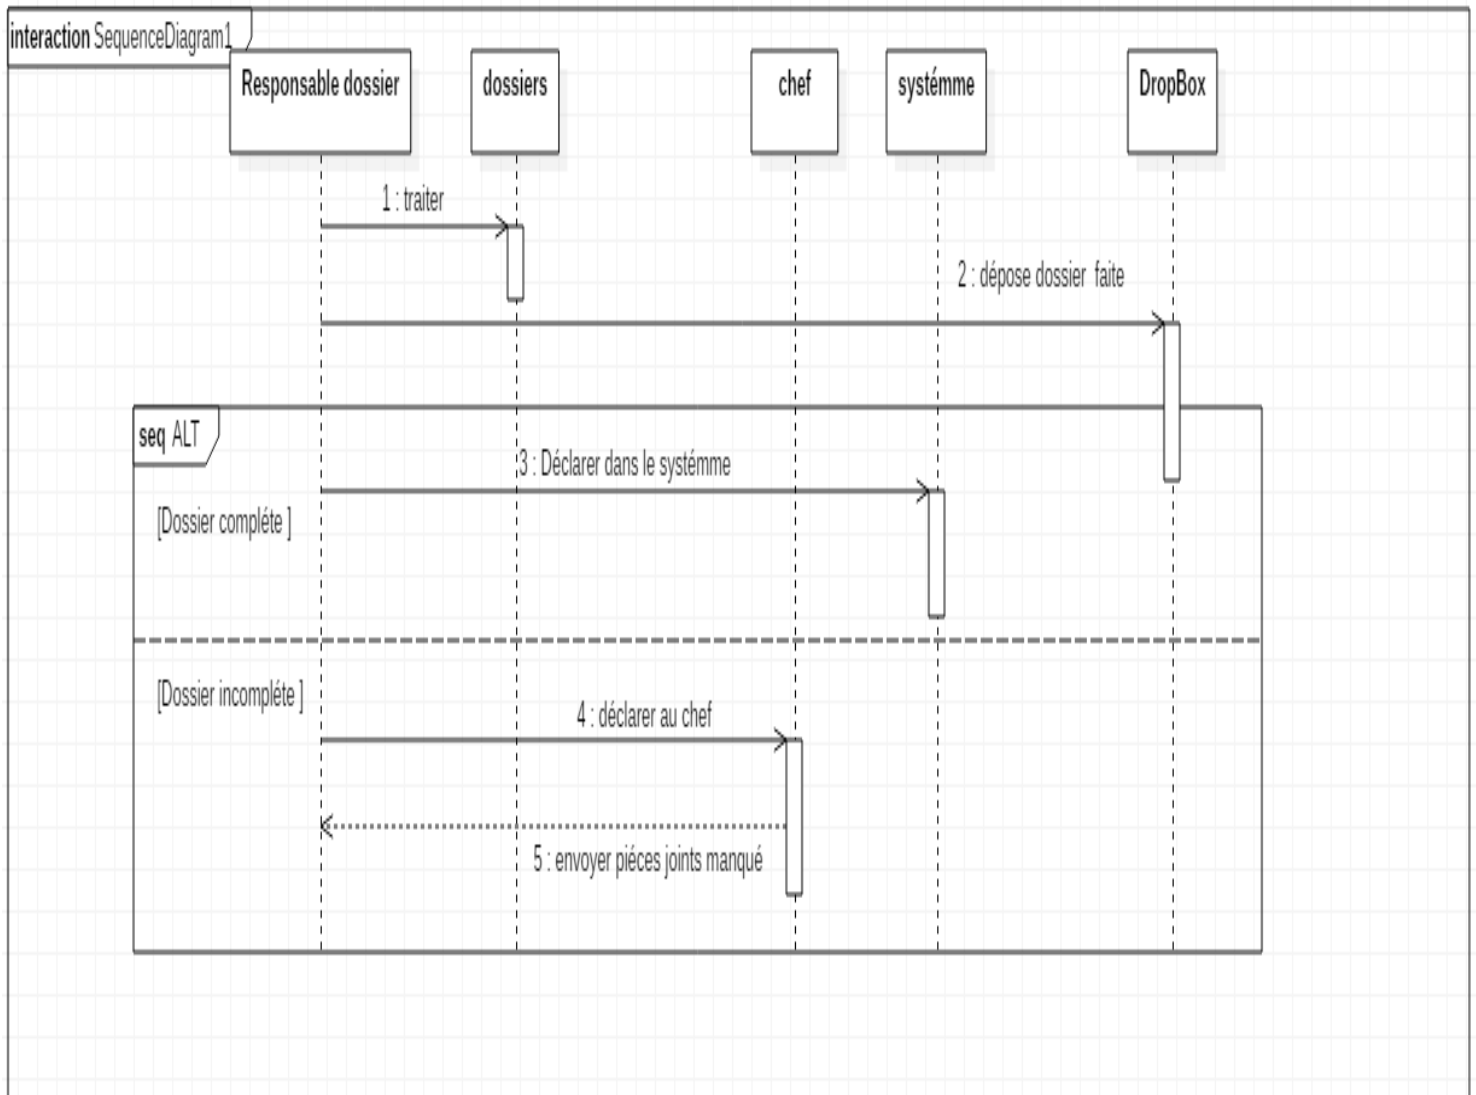 interaction SequenceDiagram1
Responsable dossier
dossiers
chef
systémme
DropBox
1 : traiter
2 : dépose dossier faite
seq ALT
3 : Déclarer dans le systémme
[Dossier compléte ]
[Dossier incompléte ]
4 : déclarer au chef
5 : envoyer piéces joints manqué